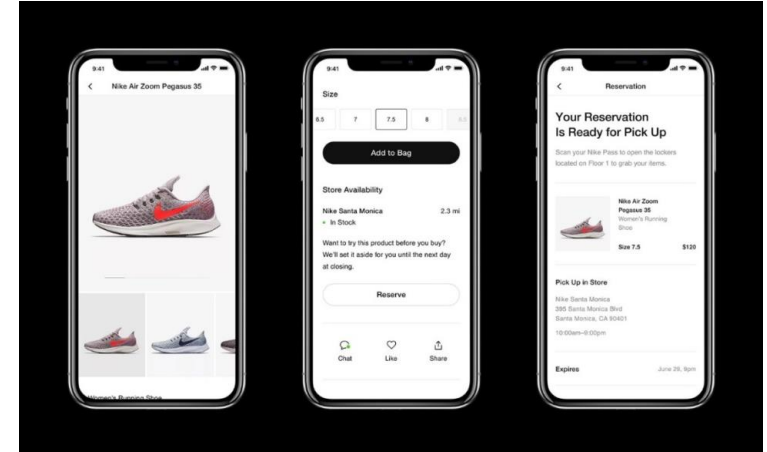 9:41
Nike Air Zoom Pegasus 35
Women's Running Shoe
9:41
Size
6.5 7 7.5 8
Add to Bag
Store Availability
Nike Santa Monica 2.3 mi
In Stock
Want to try this product before you buy?
We'll set it aside for you until the next day
at closing.
Reserve
Chat Like Share
9:41
Reservation
Your Reservation
Is Ready for Pick Up
Scan your Nike Pass to open the lockers
located on Floor 1 to grab your items.
Nike Air Zoom
Pegasus 35
Women's Running
Shoe
Size 7.5 $120
Pick Up in Store
Nike Santa Monica
395 Santa Monica Blvd
Santa Monica, CA 90401
10:00am–9:00pm
Expires June 28, 9pm